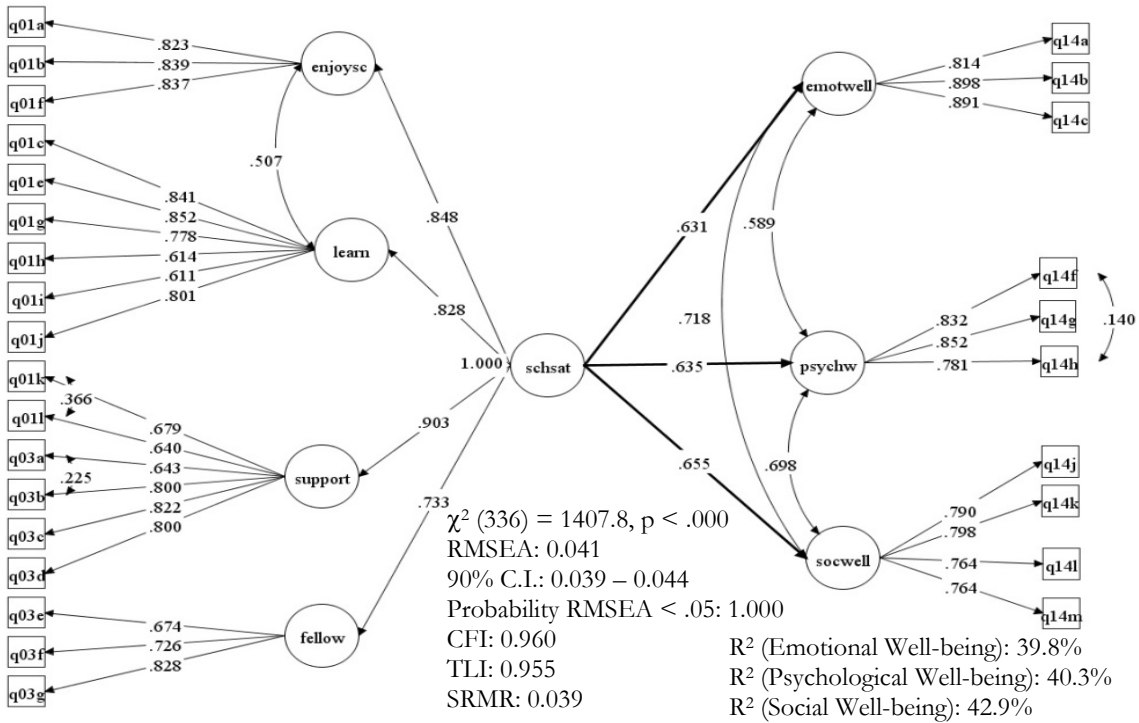 q01a
q01b
q01f
q01c
q01e
q01g
q01h
q01i
q01j
q01k
q01l
q03a
q03b
q03c
q03d
q03e
q03f
q03g
.823
.839
.837
.841
.852
.778
.614
.611
.801
.366
.225
.679
.640
.643
.800
.822
.800
.674
.726
.828
enjoysc
.507
learn
support
fellow
.848
.828
1.000
.903
.733
schsat
.631
.635
.655
emotwell
.589
.718
psychw
.698
socwell
.814
.898
.891
q14a
q14b
q14c
.832
.852
.781
q14f
q14g
q14h
.140
.790
.798
.764
.764
q14j
q14k
q14l
q14m
χ² (336) = 1407.8, p < .000
RMSEA: 0.041
90% C.I.: 0.039 – 0.044
Probability RMSEA < .05: 1.000
CFI: 0.960
TLI: 0.955
SRMR: 0.039
R² (Emotional Well-being): 39.8%
R² (Psychological Well-being): 40.3%
R² (Social Well-being): 42.9%